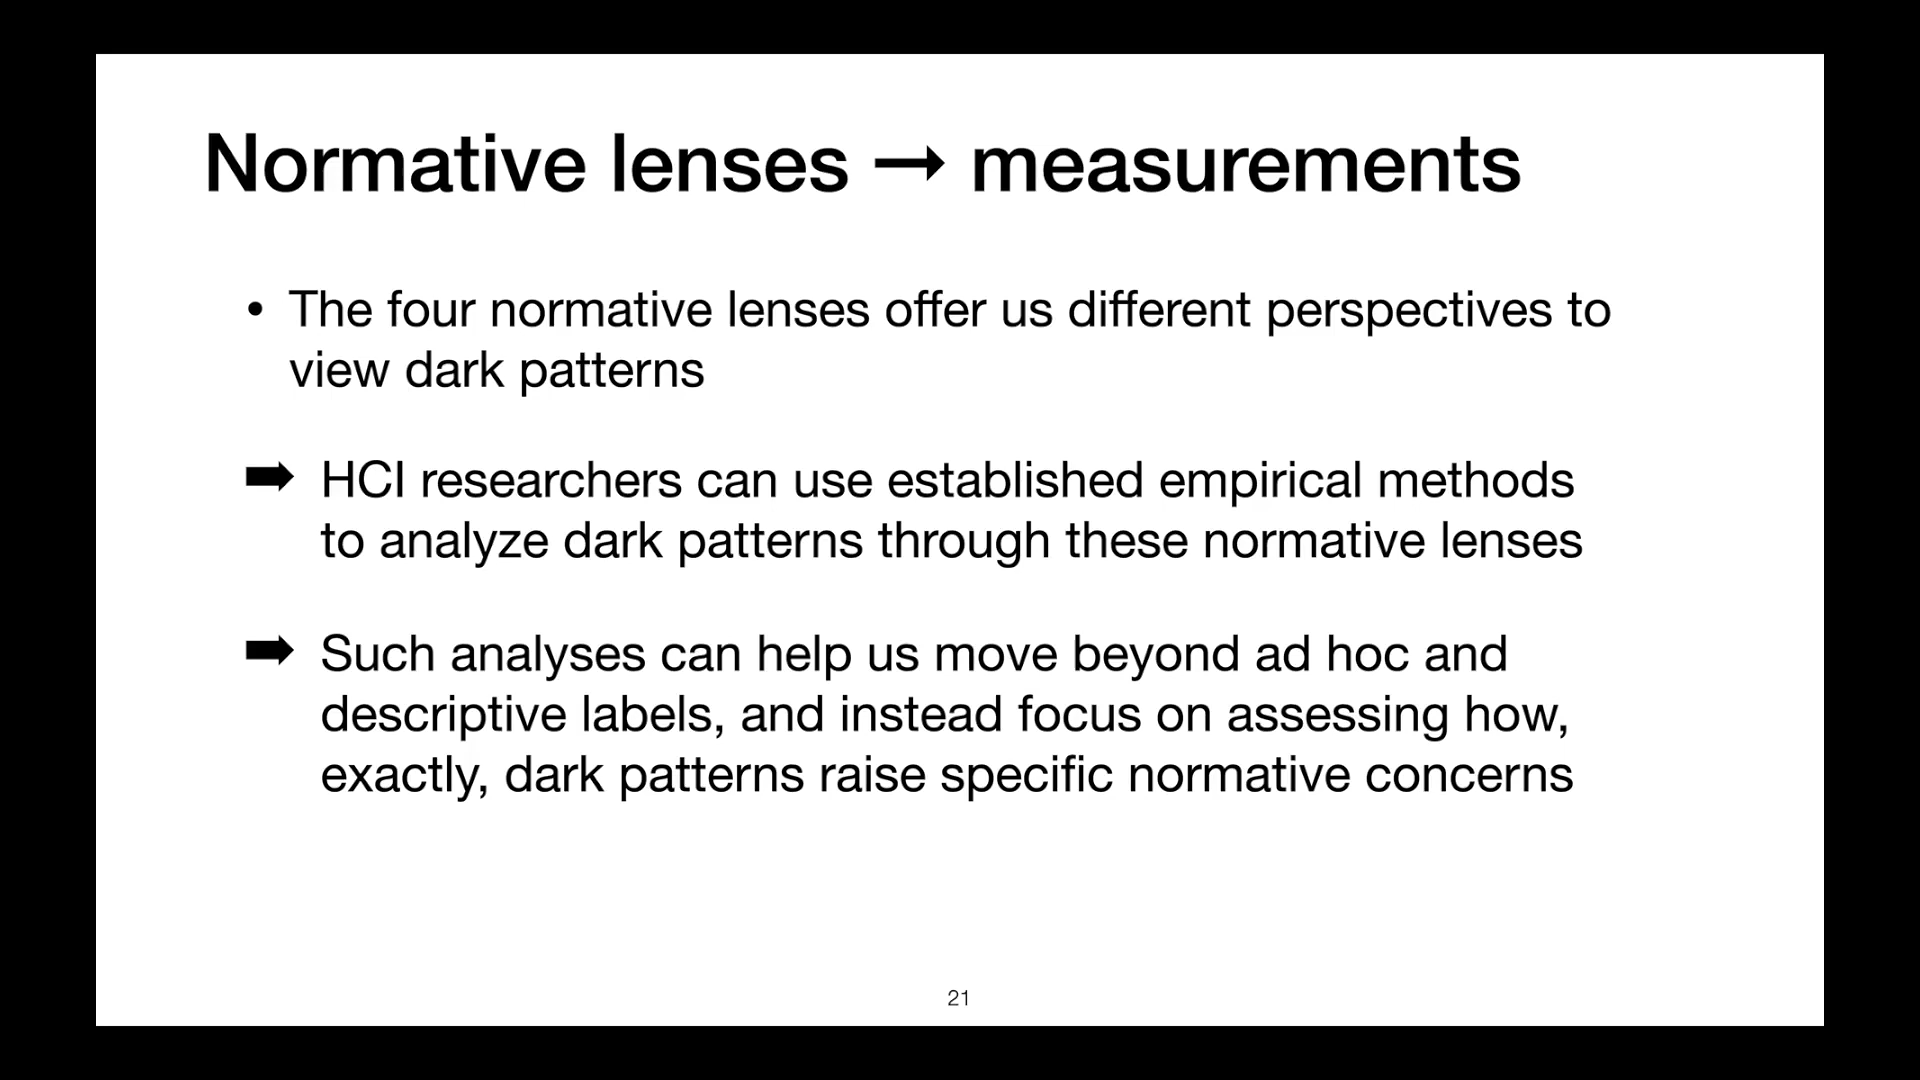 Normative lenses → measurements
• The four normative lenses offer us different perspectives to
view dark patterns
➡ HCI researchers can use established empirical methods
to analyze dark patterns through these normative lenses
➡ Such analyses can help us move beyond ad hoc and
descriptive labels, and instead focus on assessing how,
exactly, dark patterns raise specific normative concerns
21